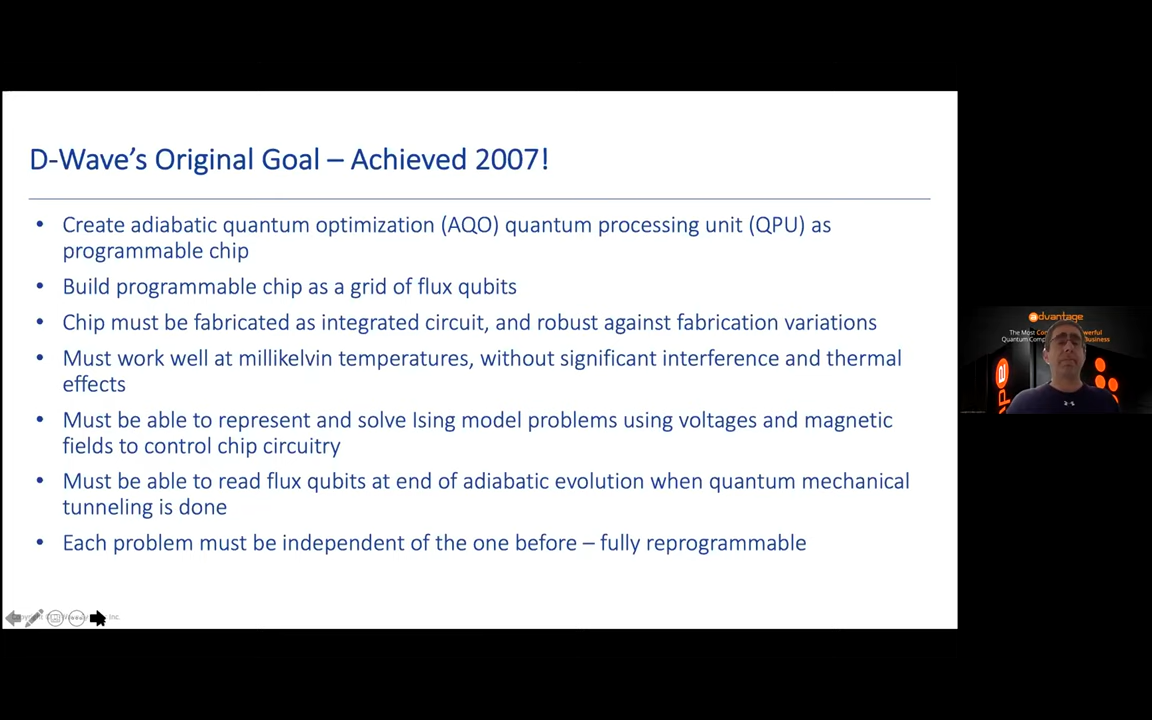 D-Wave's Original Goal – Achieved 2007!
• Create adiabatic quantum optimization (AQO) quantum processing unit (QPU) as
programmable chip
• Build programmable chip as a grid of flux qubits
• Chip must be fabricated as integrated circuit, and robust against fabrication variations
• Must work well at millikelvin temperatures, without significant interference and thermal
effects
• Must be able to represent and solve Ising model problems using voltages and magnetic
fields to control chip circuitry
• Must be able to read flux qubits at end of adiabatic evolution when quantum mechanical
tunneling is done
• Each problem must be independent of the one before – fully reprogrammable
Inc.
advantage
The Most
Quantum